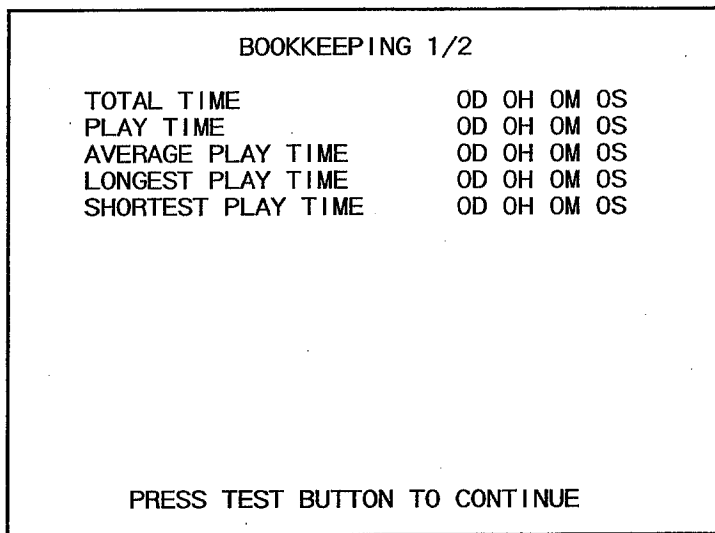 BOOKKEEPING 1/2
TOTAL TIME 0D 0H 0M 0S
PLAY TIME 0D 0H 0M 0S
AVERAGE PLAY TIME 0D 0H 0M 0S
LONGEST PLAY TIME 0D 0H 0M 0S
SHORTEST PLAY TIME 0D 0H 0M 0S
PRESS TEST BUTTON TO CONTINUE